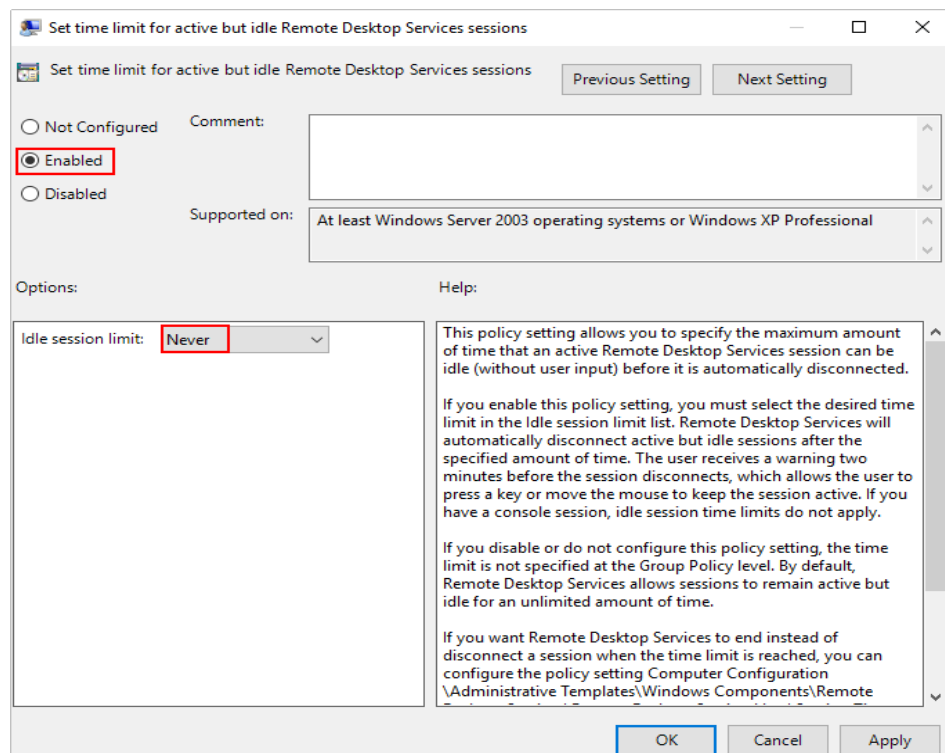 Set time limit for active but idle Remote Desktop Services sessions
Set time limit for active but idle Remote Desktop Services sessions
Previous Setting
Next Setting
Not Configured
Comment:
Enabled
Disabled
Supported on:
At least Windows Server 2003 operating systems or Windows XP Professional
Options:
Help:
Idle session limit:
Never
This policy setting allows you to specify the maximum amount
of time that an active Remote Desktop Services session can be
idle (without user input) before it is automatically disconnected.
If you enable this policy setting, you must select the desired time
limit in the Idle session limit list. Remote Desktop Services will
automatically disconnect active but idle sessions after the
specified amount of time. The user receives a warning two
minutes before the session disconnects, which allows the user to
press a key or move the mouse to keep the session active. If you
have a console session, idle session time limits do not apply.
If you disable or do not configure this policy setting, the time
limit is not specified at the Group Policy level. By default,
Remote Desktop Services allows sessions to remain active but
idle for an unlimited amount of time.
If you want Remote Desktop Services to end instead of
disconnect a session when the time limit is reached, you can
configure the policy setting Computer Configuration
\Administrative Templates\Windows Components\Remote
OK
Cancel
Apply